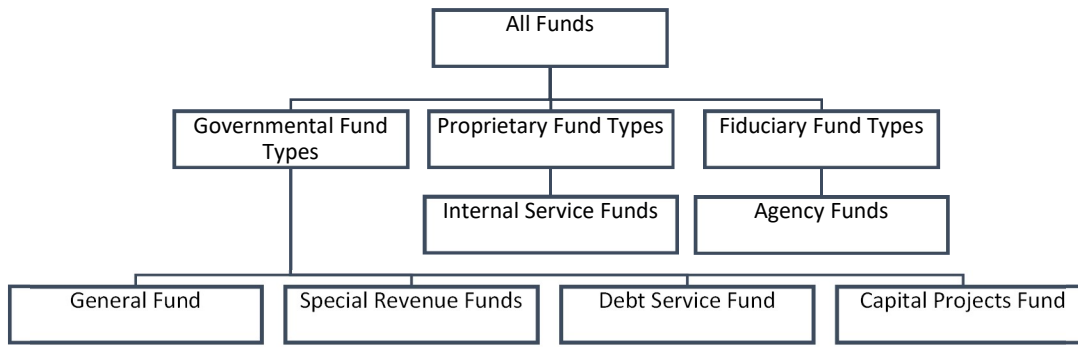 All Funds
Governmental Fund
Types
Proprietary Fund Types
Fiduciary Fund Types
Internal Service Funds
Agency Funds
General Fund
Special Revenue Funds
Debt Service Fund
Capital Projects Fund